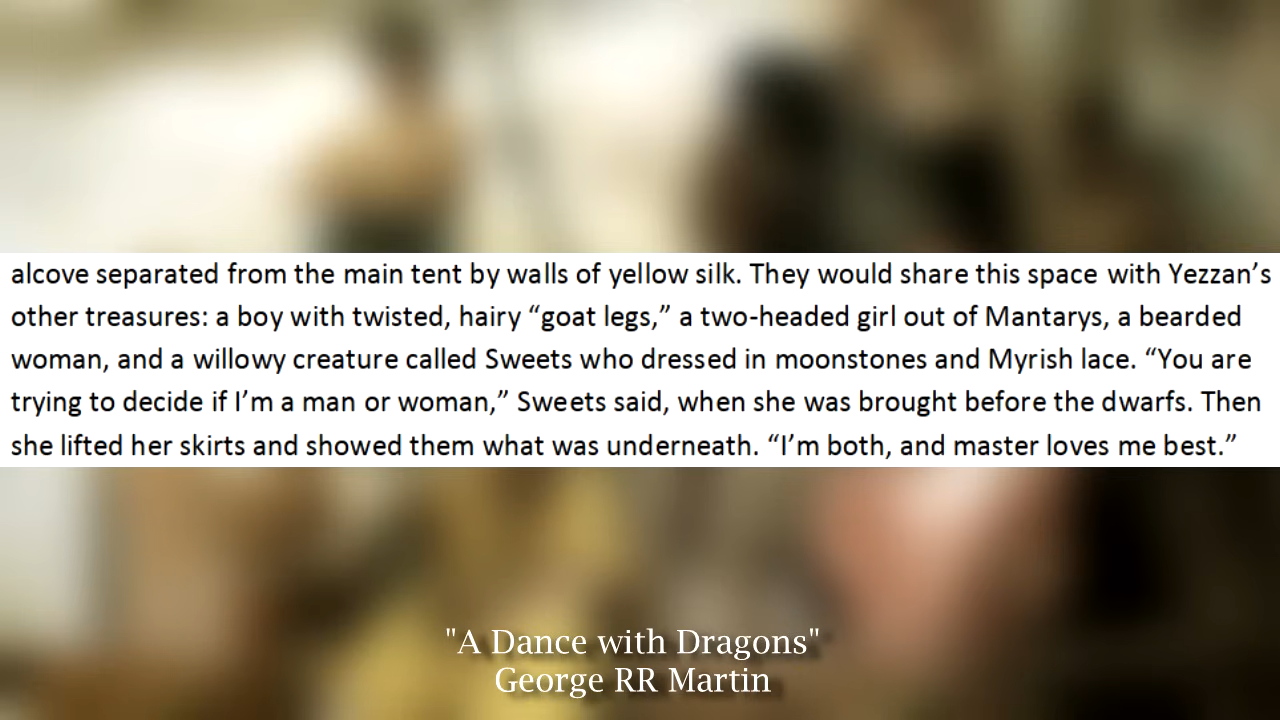 alcove separated from the main tent by walls of yellow silk. They would share this space with Yezzan’s
other treasures: a boy with twisted, hairy “goat legs,” a two-headed girl out of Mantarys, a bearded
woman, and a willowy creature called Sweets who dressed in moonstones and Myrish lace. “You are
trying to decide if I’m a man or woman,” Sweets said, when she was brought before the dwarfs. Then
she lifted her skirts and showed them what was underneath. “I’m both, and master loves me best.”
"A Dance with Dragons"
George RR Martin